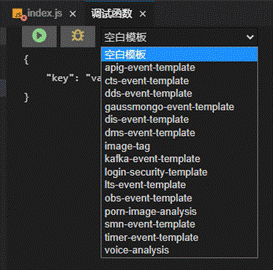 index.js 调试函数
空白模板
{
"key": "va
}
空白模板
apig-event-template
cts-event-template
dds-event-template
gaussmongo-event-template
dis-event-template
dms-event-template
image-tag
kafka-event-template
login-security-template
lts-event-template
obs-event-template
porn-image-analysis
smn-event-template
timer-event-template
voice-analysis